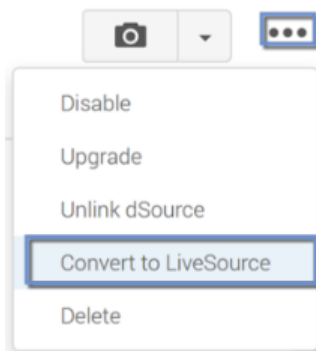 Disable
Upgrade
Unlink dSource
Convert to LiveSource
Delete